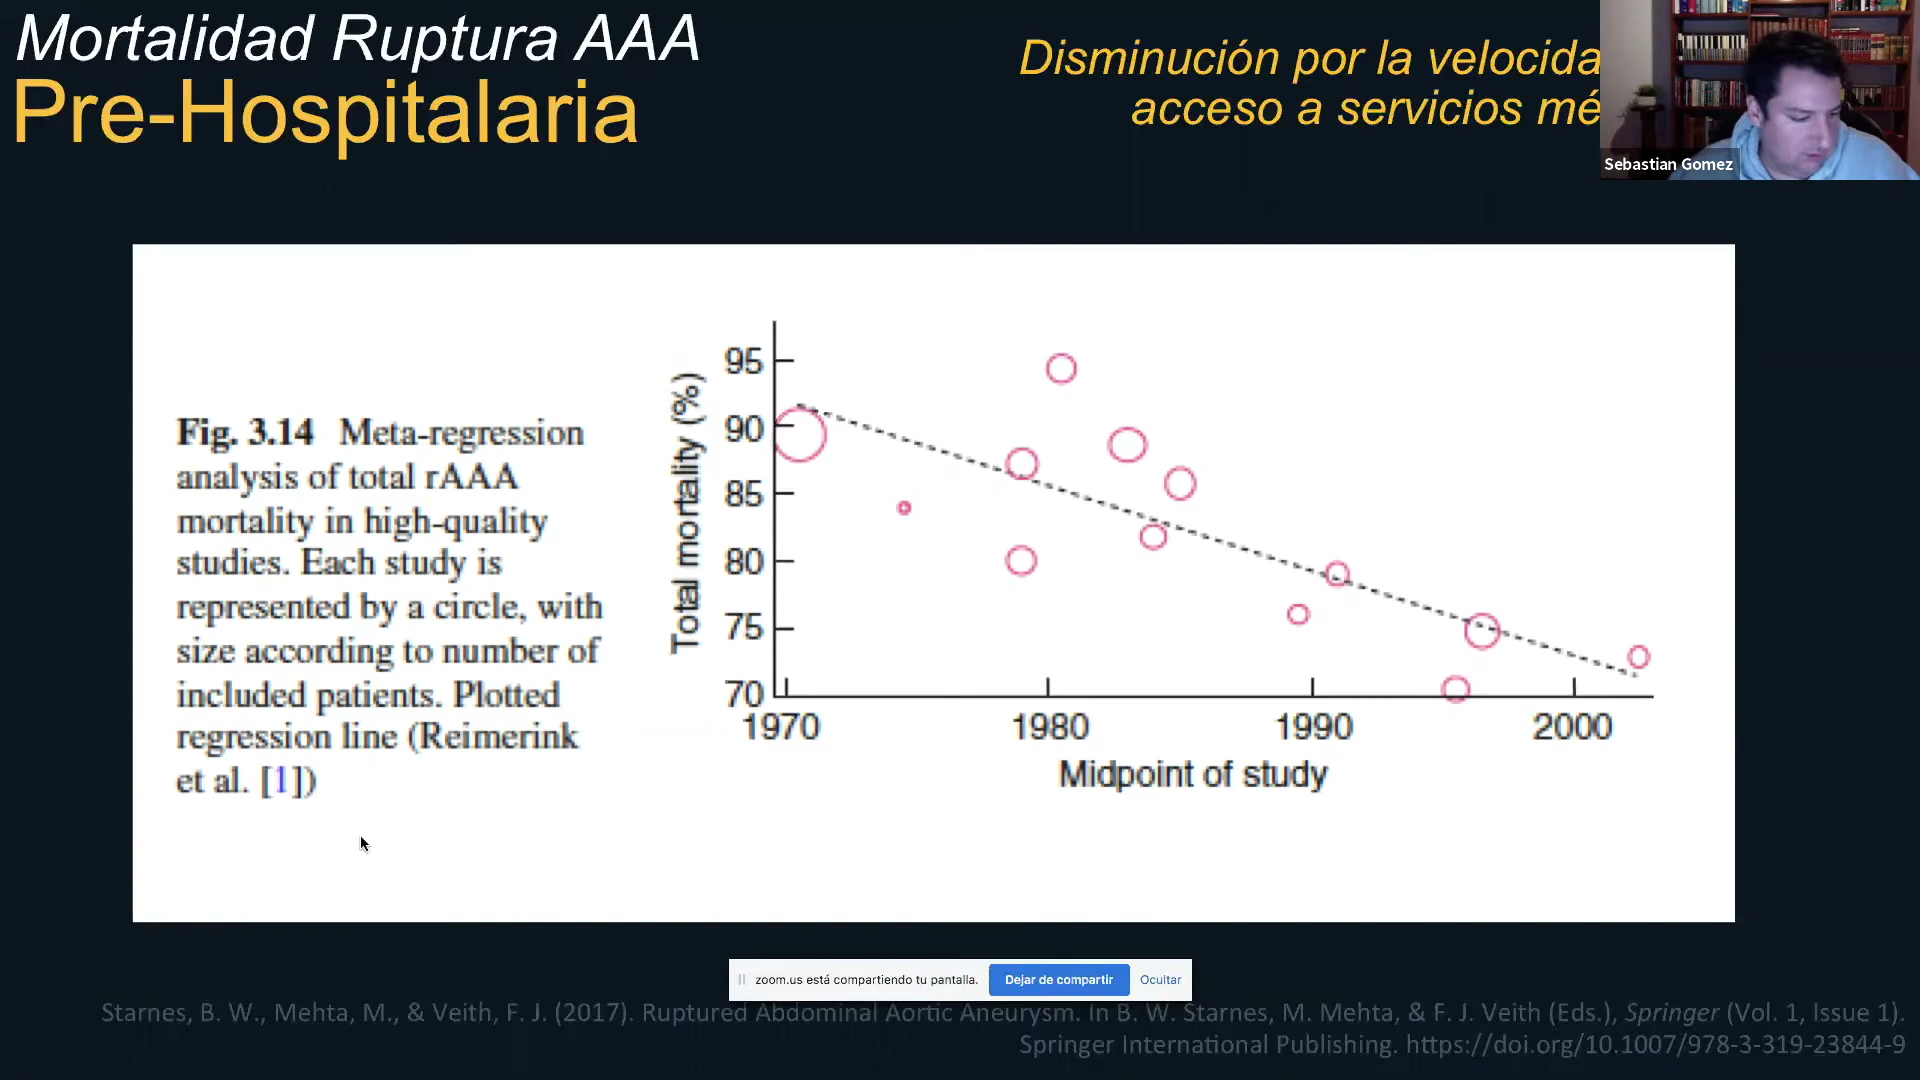 Mortalidad Ruptura AAA
Pre-Hospitalaria
Disminución por la velocida
acceso a servicios mé
Sebastian Gomez
Fig. 3.14 Meta-regression
analysis of total rAAA
mortality in high-quality
studies. Each study is
represented by a circle, with
size according to number of
included patients. Plotted
regression line (Reimerink
et al. [1])
Total mortality (%)
95
90
85
80
75
70
1970 1980 1990 2000
Midpoint of study
zoom.us está compartiendo tu pantalla. Dejar de compartir Ocultar
Starnes, B. W., Mehta, M., & Veith, F. J. (2017). Ruptured Abdominal Aortic Aneurysm. In B. W. Starnes, M. Mehta, & F. J. Veith (Eds.), Springer (Vol. 1, Issue 1).
Springer International Publishing. https://doi.org/10.1007/978-3-319-23844-9